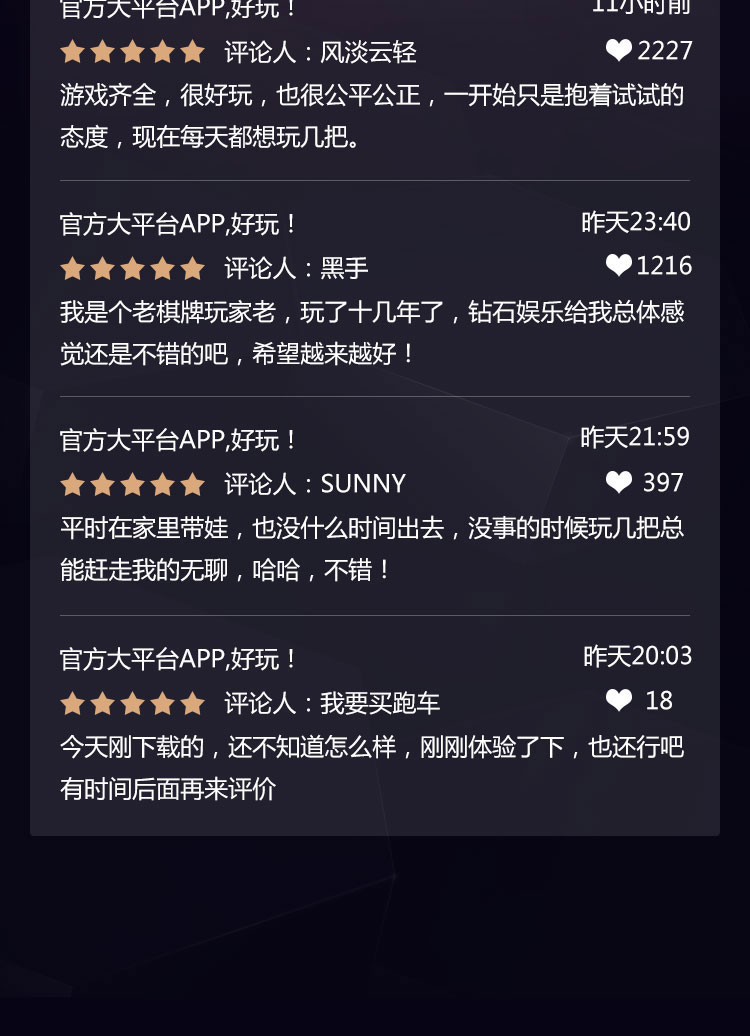 官方大平台APP,好玩！
11小时前
评论人：风淡云轻
2227
游戏齐全，很好玩，也很公平公正，一开始只是抱着试试的
态度，现在每天都想玩几把。
官方大平台APP,好玩！
昨天23:40
评论人：黑手
1216
我是个老棋牌玩家老，玩了十几年了，钻石娱乐给我总体感
觉还是不错的吧，希望越来越好！
官方大平台APP,好玩！
昨天21:59
评论人：SUNNY
397
平时在家里带娃，也没什么时间出去，没事的时候玩几把总
能赶走我的无聊，哈哈，不错！
官方大平台APP,好玩！
昨天20:03
评论人：我要买跑车
18
今天刚下载的，还不知道怎么样，刚刚体验了下，也还行吧
有时间后面再来评价